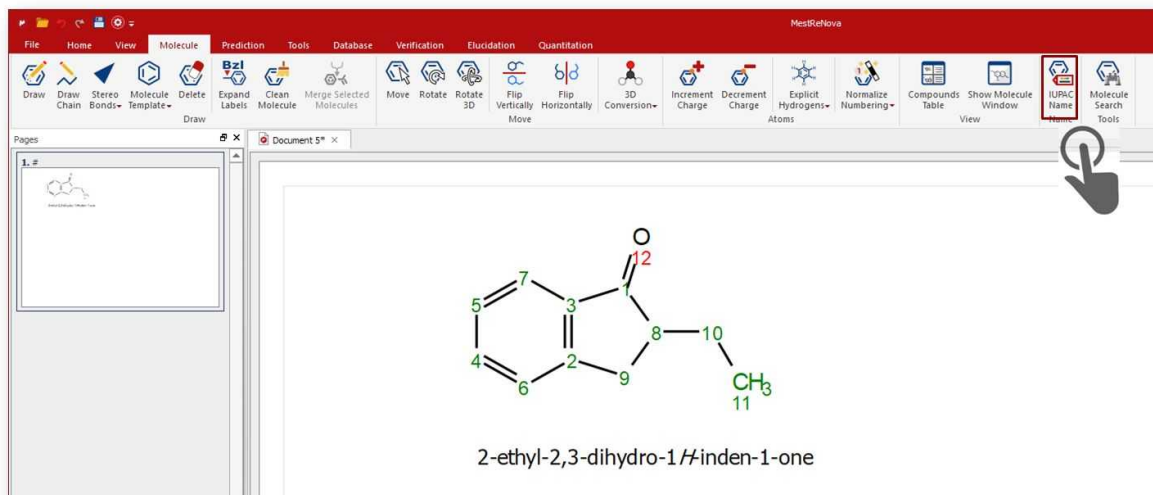 MestReNova
File Home View Molecule Prediction Tools Database Verification Elucidation Quantitation
Draw
Draw Chain
Stereo Bonds
Molecule Template
Delete
Bzl
Expand Labels
Clean Molecule
Merge Selected Molecules
Move
Rotate
Rotate 3D
Flip Vertically
Flip Horizontally
3D Conversion
Increment Charge
Decrement Charge
Explicit Hydrogens
Normalize Numbering
Compounds Table
Show Molecule Window
IUPAC Name
Molecule Search
Draw Move Atoms View Name Tools
Pages
Document 5*
1. #
O
12
7
1
5 3
8 10
4 2
9
6
CH3
11
2-ethyl-2,3-dihydro-1H-inden-1-one